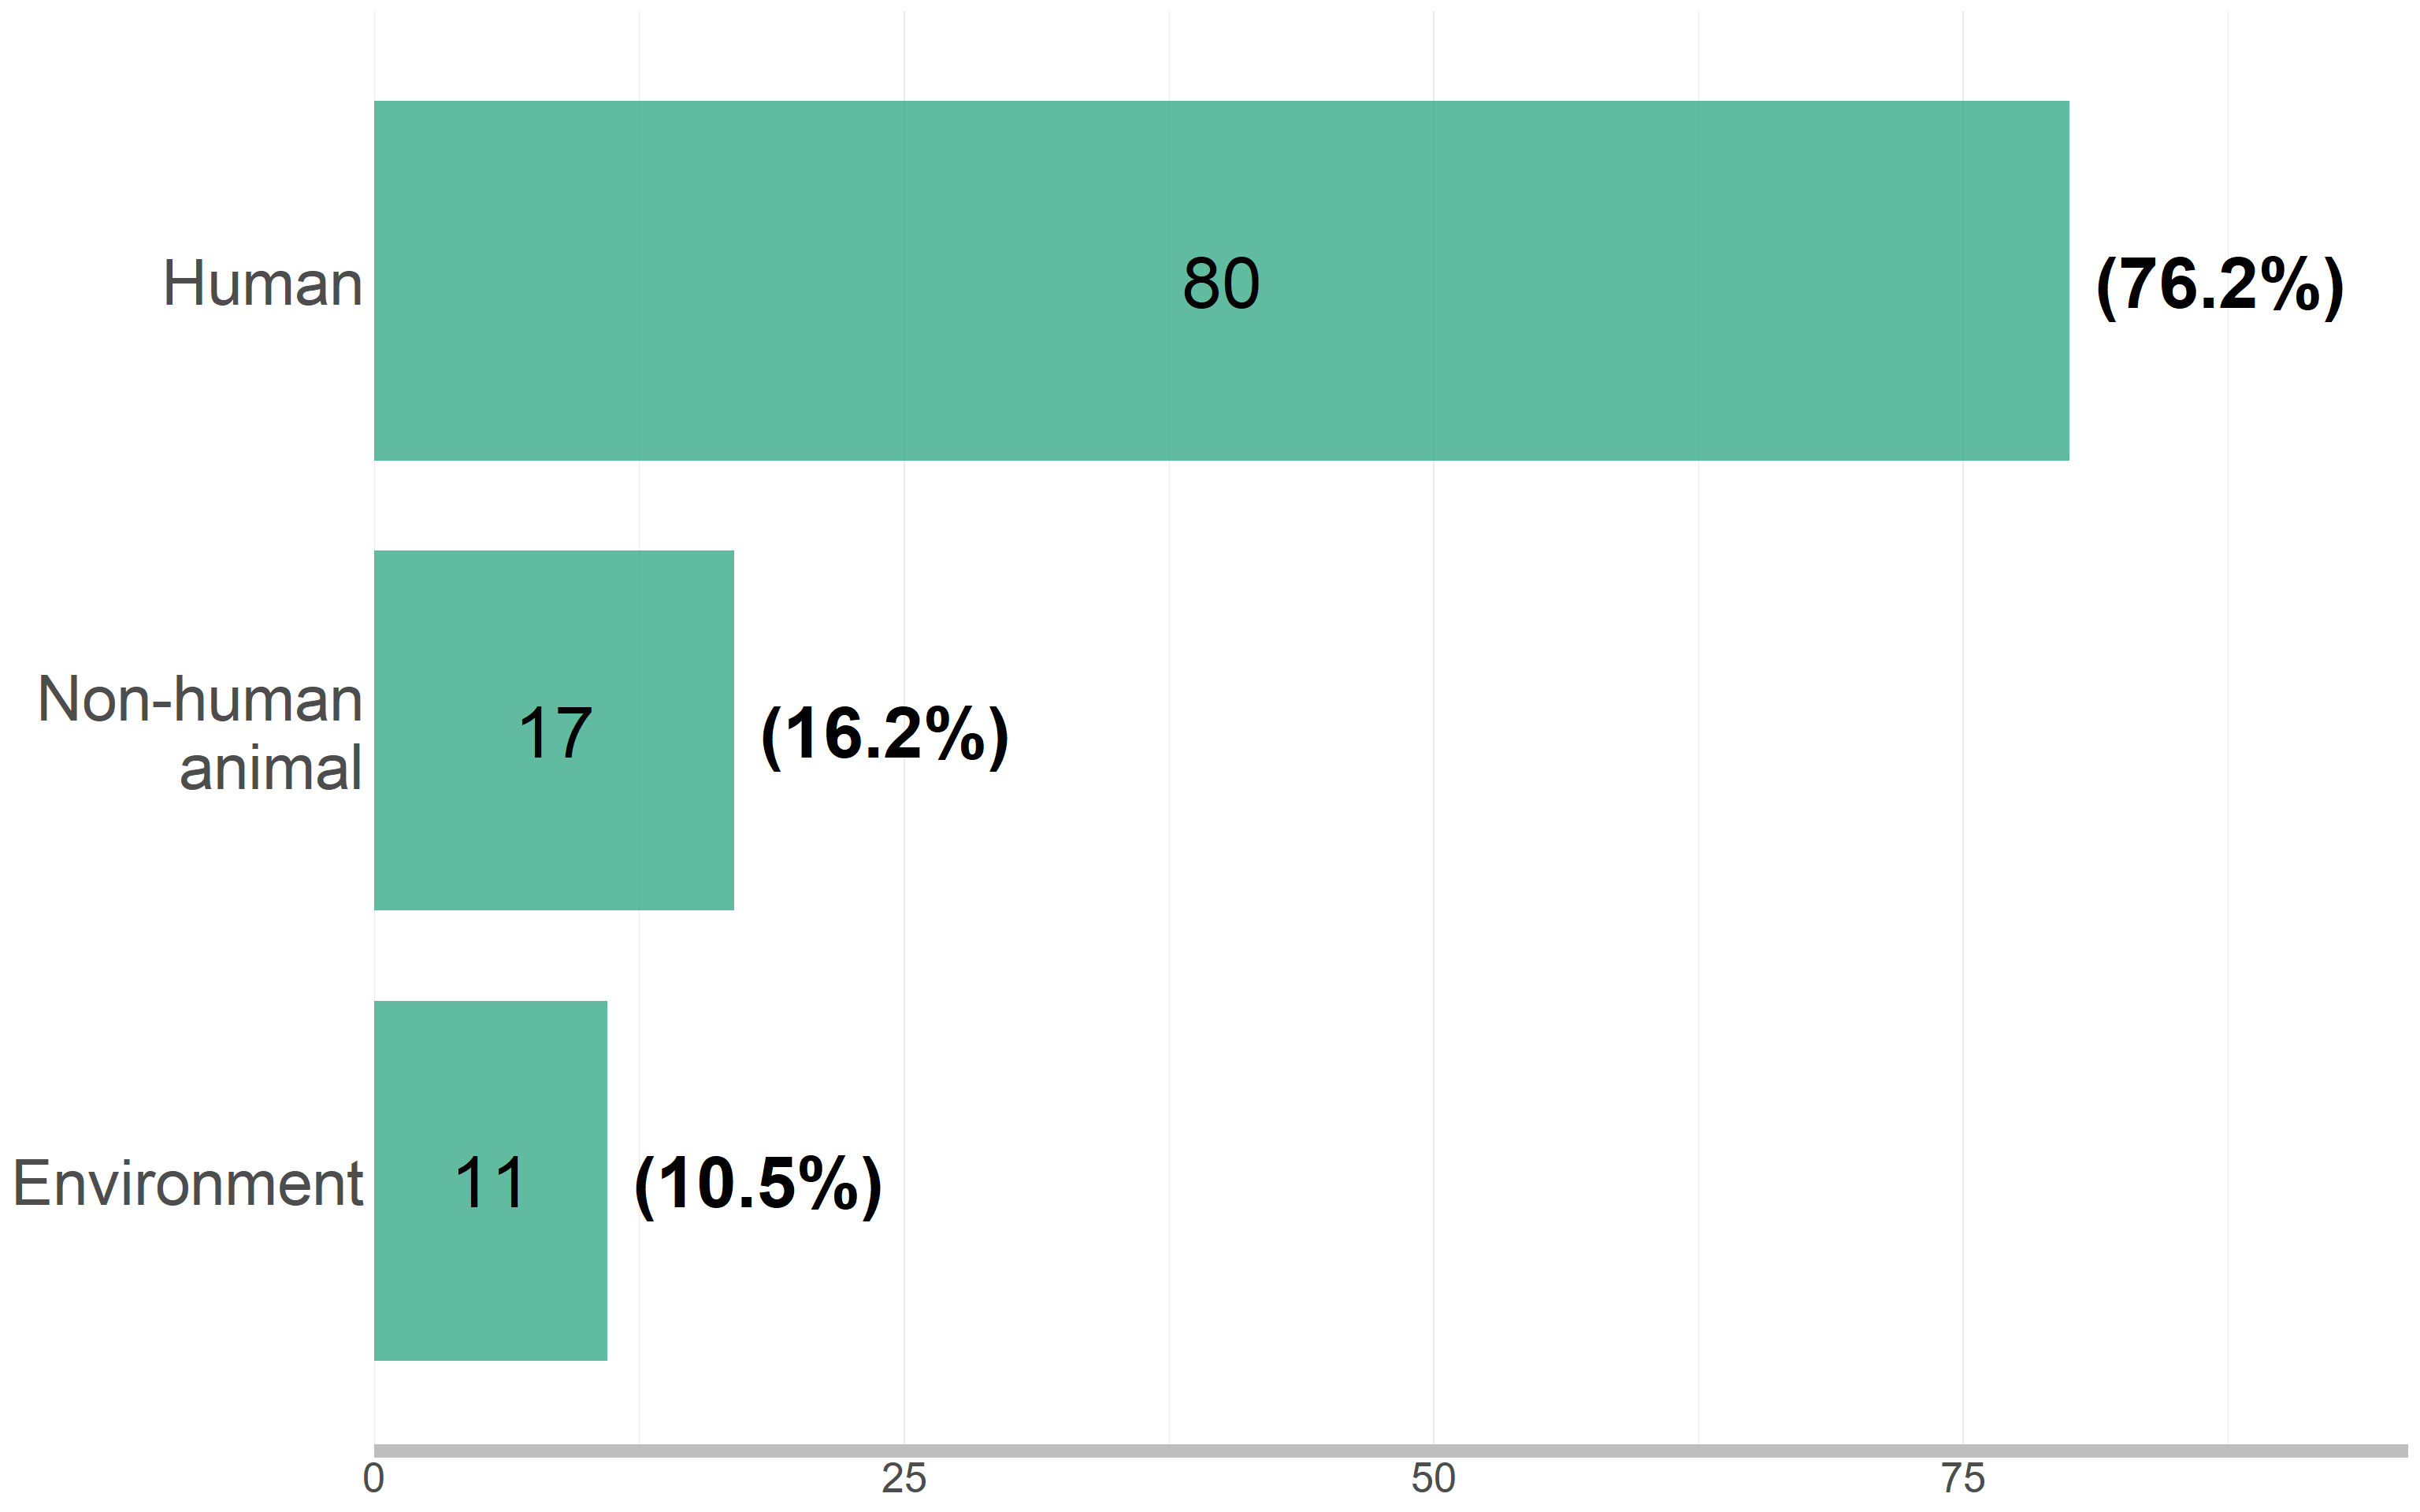 Human
80
(76.2%)
Non-human
animal
17
(16.2%)
Environment
11
(10.5%)
0 25 50 75